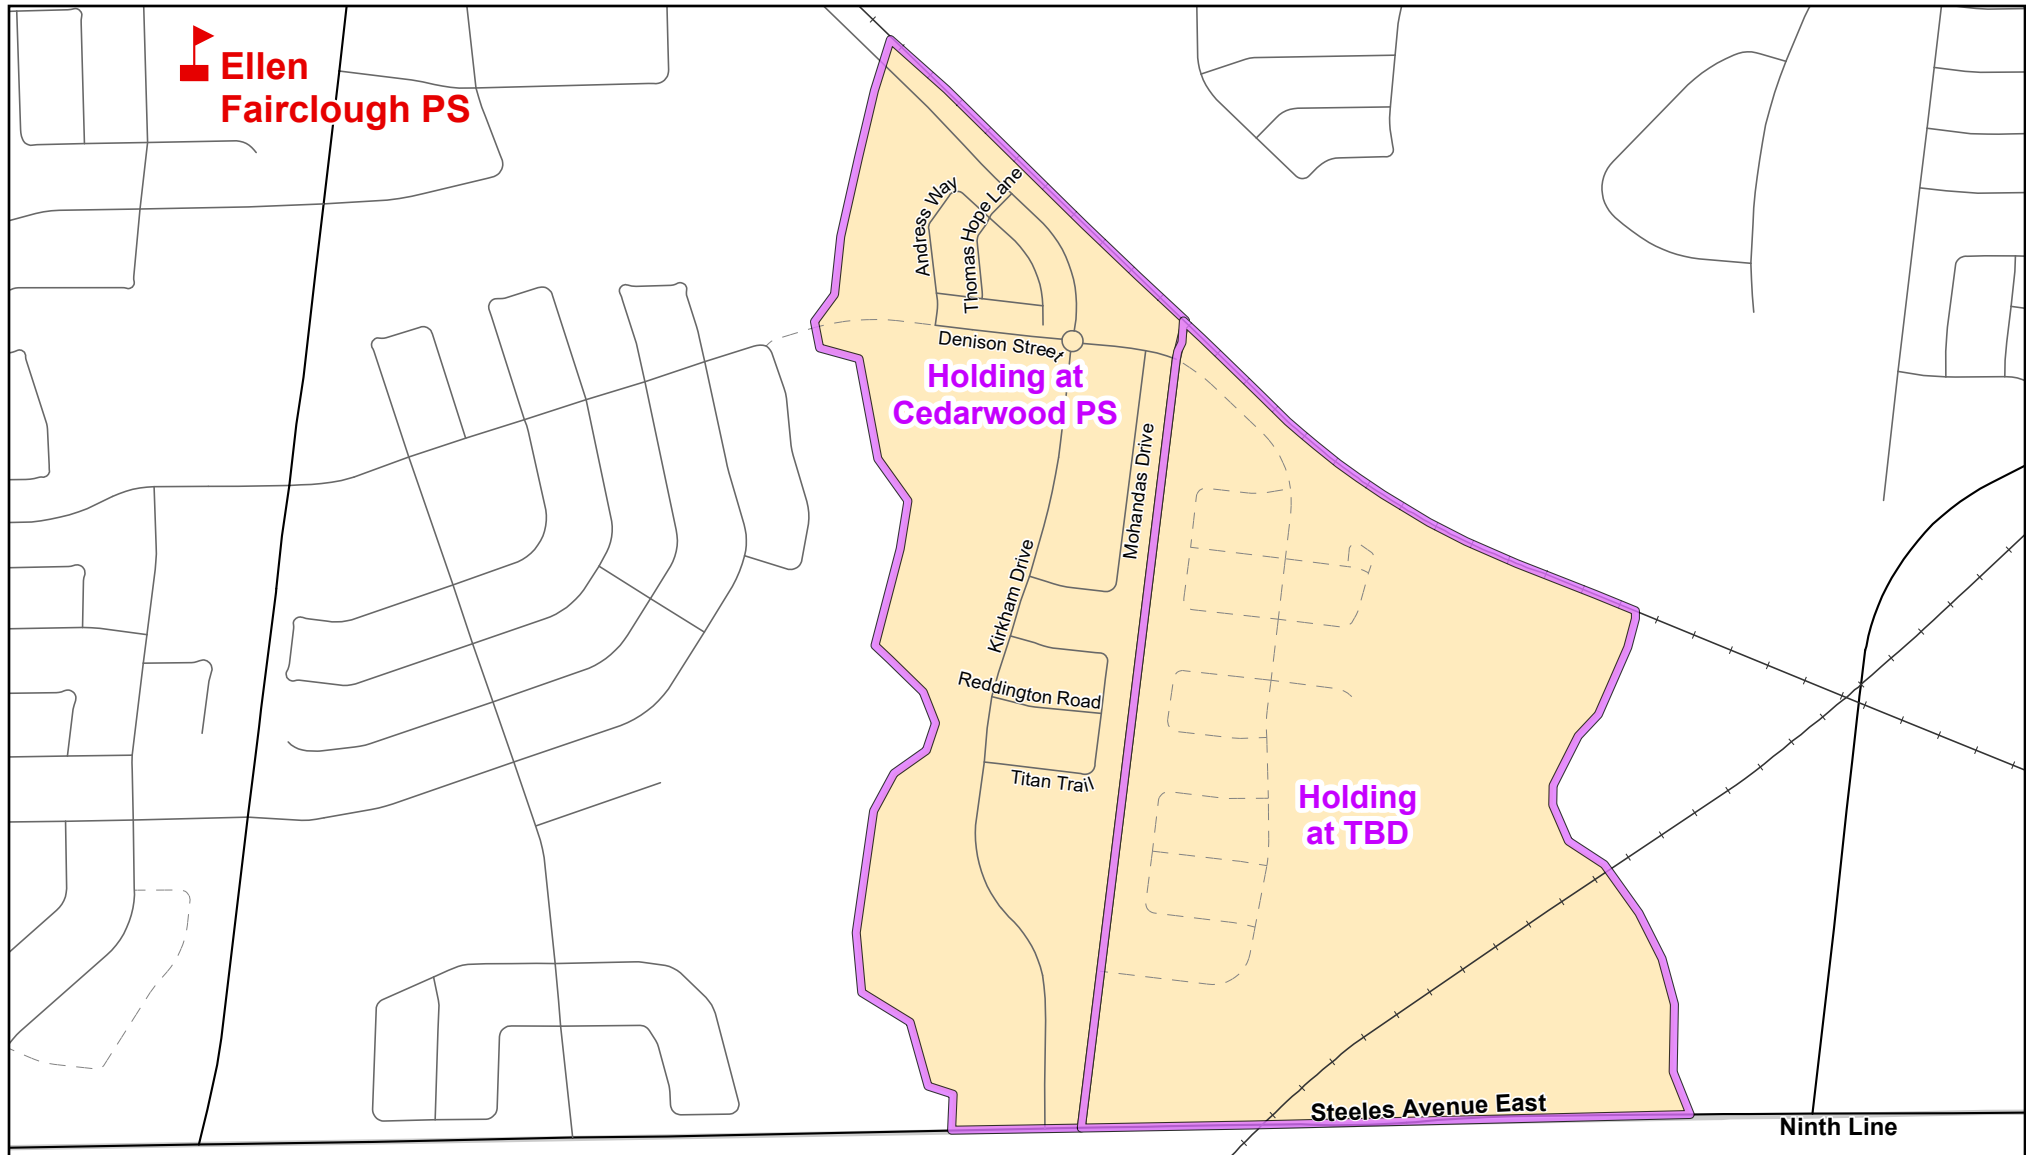 Ellen
Fairclough PS
Andress Way
Thomas Hope Lane
Denison Street
Holding at
Cedarwood PS
Mohandas Drive
Kirkham Drive
Reddington Road
Titan Trail
Holding
at TBD
Steeles Avenue East
Ninth Line